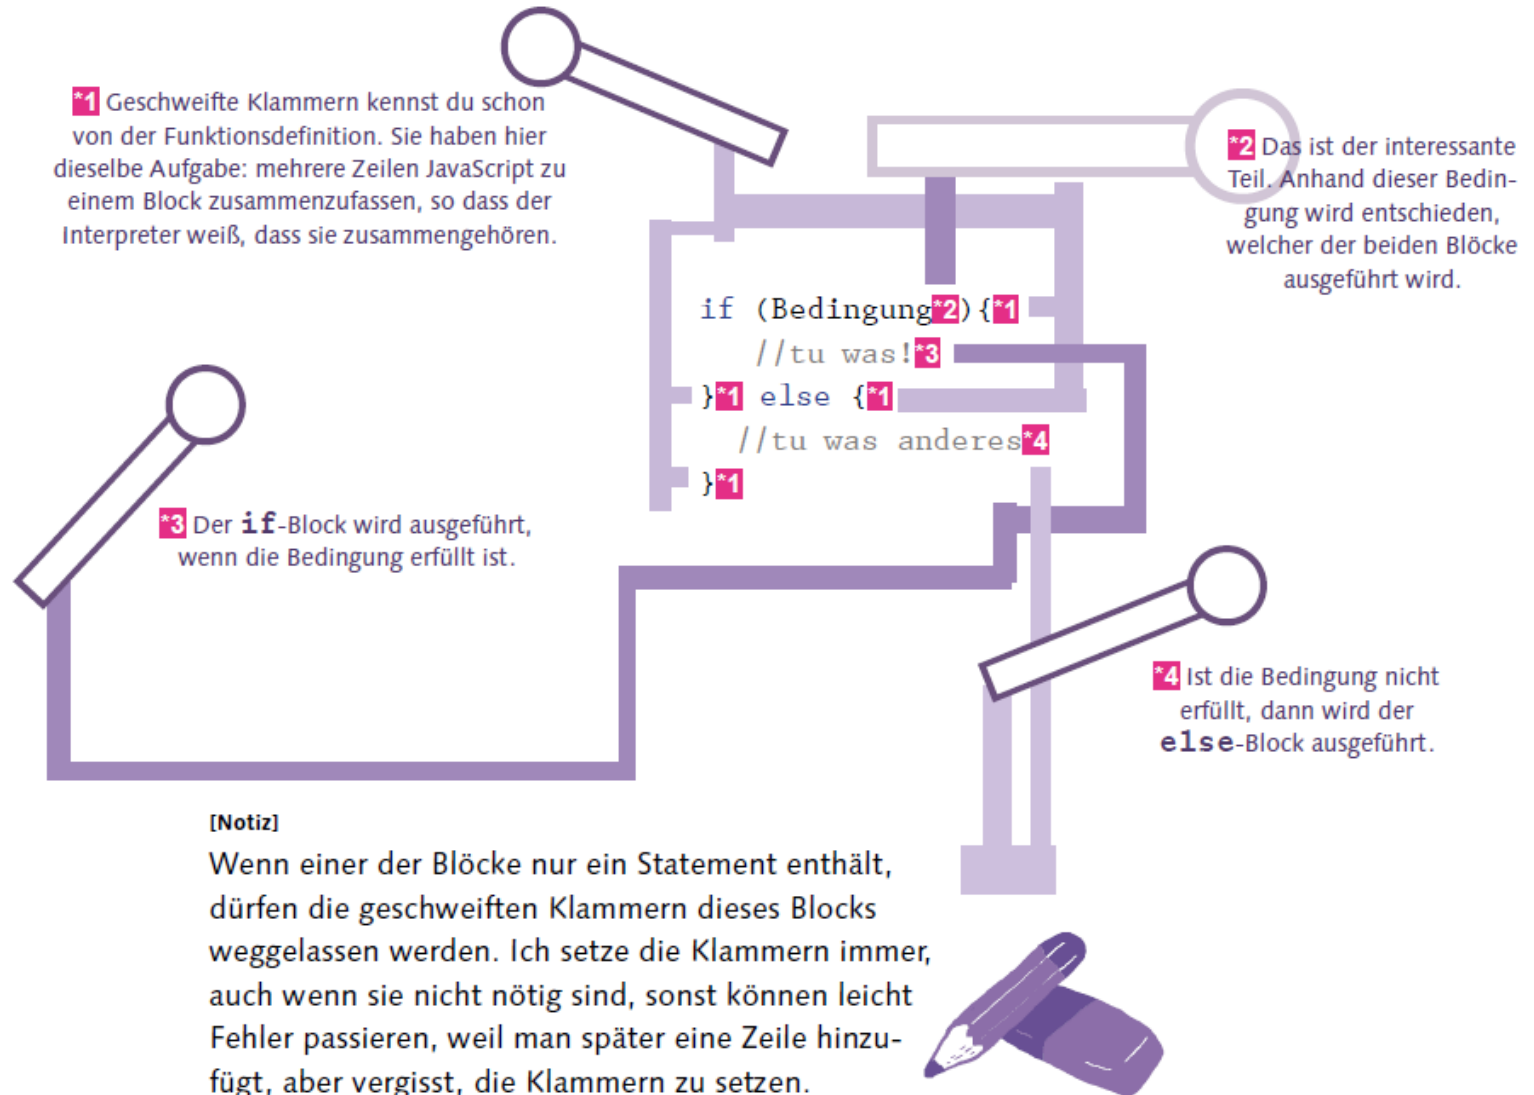 *1 Geschweifte Klammern kennst du schon
von der Funktionsdefinition. Sie haben hier
dieselbe Aufgabe: mehrere Zeilen JavaScript zu
einem Block zusammenzufassen, so dass der
Interpreter weiß, dass sie zusammengehören.
*2 Das ist der interessante
Teil. Anhand dieser Bedin-
gung wird entschieden,
welcher der beiden Blöcke
ausgeführt wird.
if (Bedingung*2){*1
//tu was!*3
}*1 else {*1
//tu was anderes*4
}*1
*3 Der if-Block wird ausgeführt,
wenn die Bedingung erfüllt ist.
*4 Ist die Bedingung nicht
erfüllt, dann wird der
else-Block ausgeführt.
[Notiz]
Wenn einer der Blöcke nur ein Statement enthält,
dürfen die geschweiften Klammern dieses Blocks
weggelassen werden. Ich setze die Klammern immer,
auch wenn sie nicht nötig sind, sonst können leicht
Fehler passieren, weil man später eine Zeile hinzu-
fügt, aber vergisst, die Klammern zu setzen.